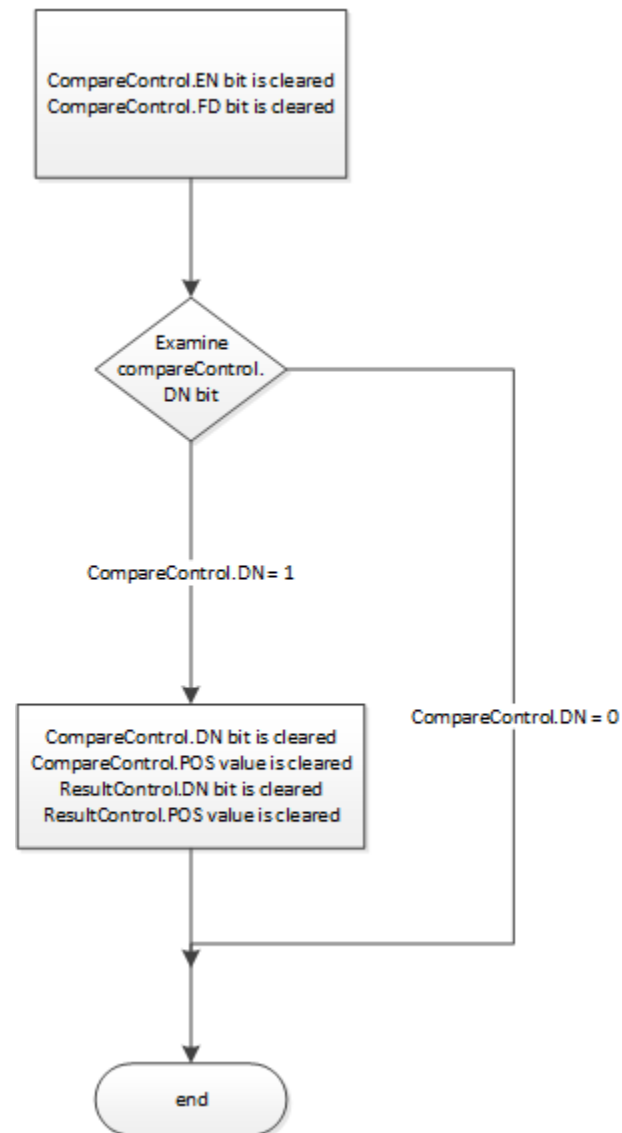 CompareControl.EN bit is cleared
CompareControl.FD bit is cleared
Examine
compareControl.
DN bit
CompareControl.DN = 1
CompareControl.DN = 0
CompareControl.DN bit is cleared
CompareControl.POS value is cleared
ResultControl.DN bit is cleared
ResultControl.POS value is cleared
end